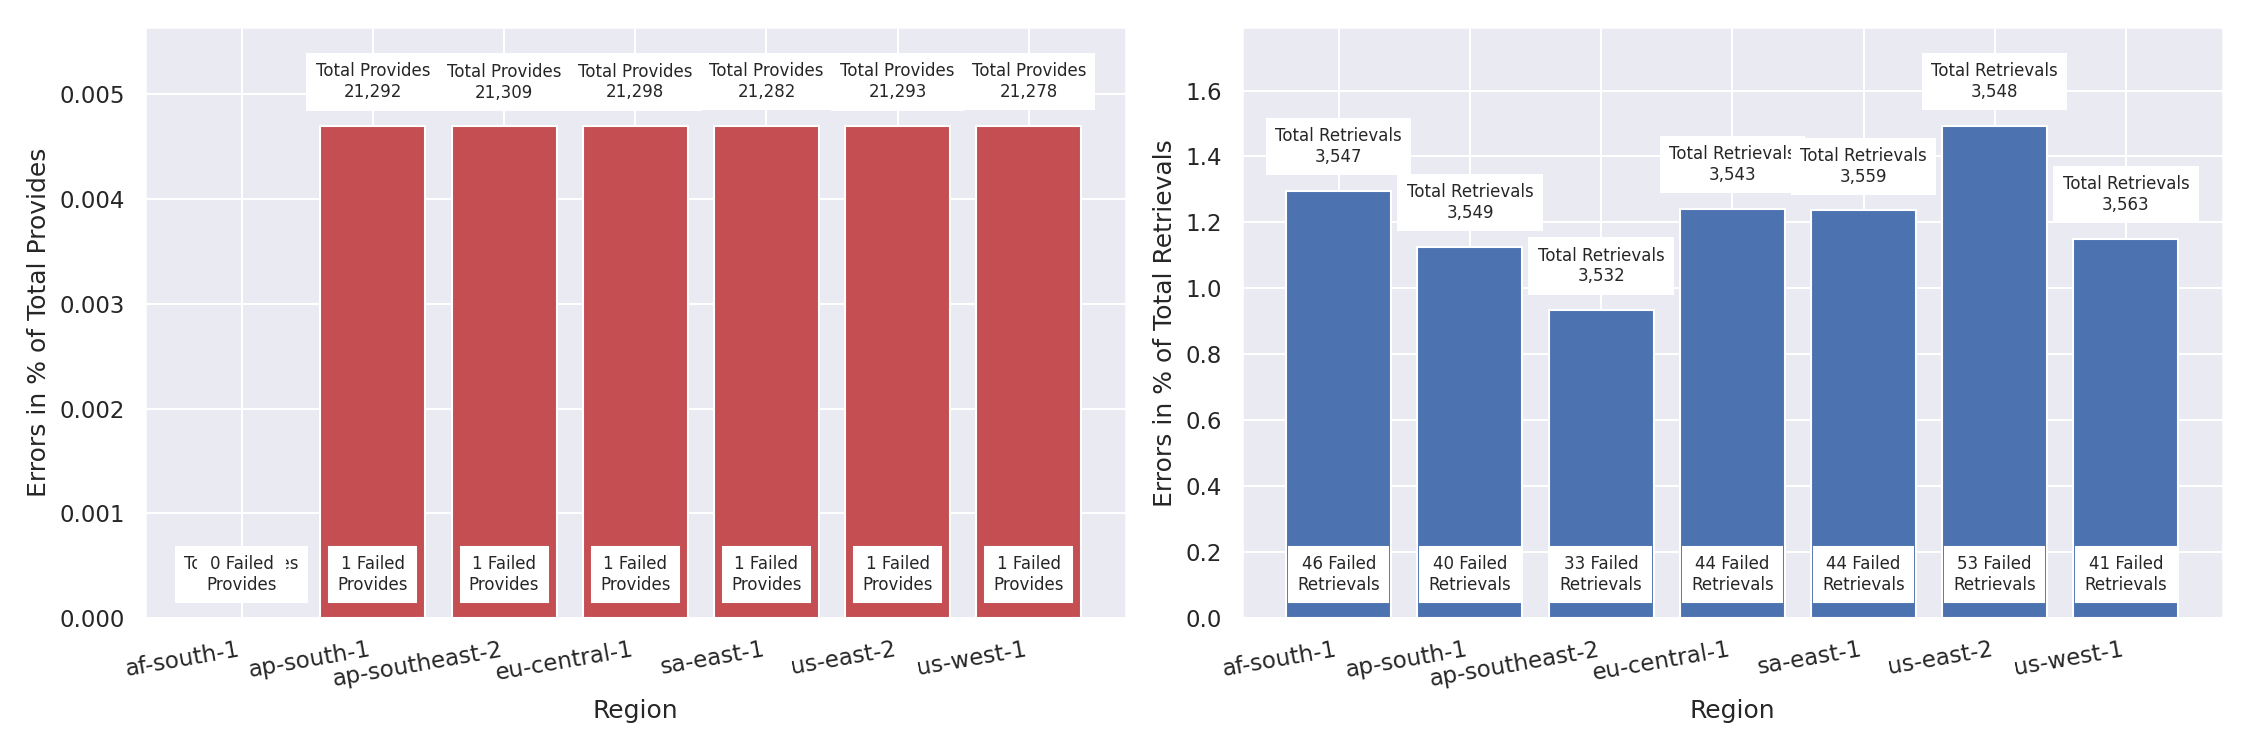 Errors in % of Total Provides
0.005
0.004
0.003
0.002
0.001
0.000
Total Provides
21,292
Total Provides
21,309
Total Provides
21,298
Total Provides
21,282
Total Provides
21,293
Total Provides
21,278
0 Failed
Provides
1 Failed
Provides
1 Failed
Provides
1 Failed
Provides
1 Failed
Provides
1 Failed
Provides
1 Failed
Provides
af-south-1
ap-south-1
ap-southeast-2
eu-central-1
sa-east-1
us-east-2
us-west-1
Region
Errors in % of Total Retrievals
1.6
1.4
1.2
1.0
0.8
0.6
0.4
0.2
0.0
Total Retrievals
3,547
Total Retrievals
3,549
Total Retrievals
3,532
Total Retrievals
3,543
Total Retrievals
3,559
Total Retrievals
3,548
Total Retrievals
3,563
46 Failed
Retrievals
40 Failed
Retrievals
33 Failed
Retrievals
44 Failed
Retrievals
44 Failed
Retrievals
53 Failed
Retrievals
41 Failed
Retrievals
af-south-1
ap-south-1
ap-southeast-2
eu-central-1
sa-east-1
us-east-2
us-west-1
Region